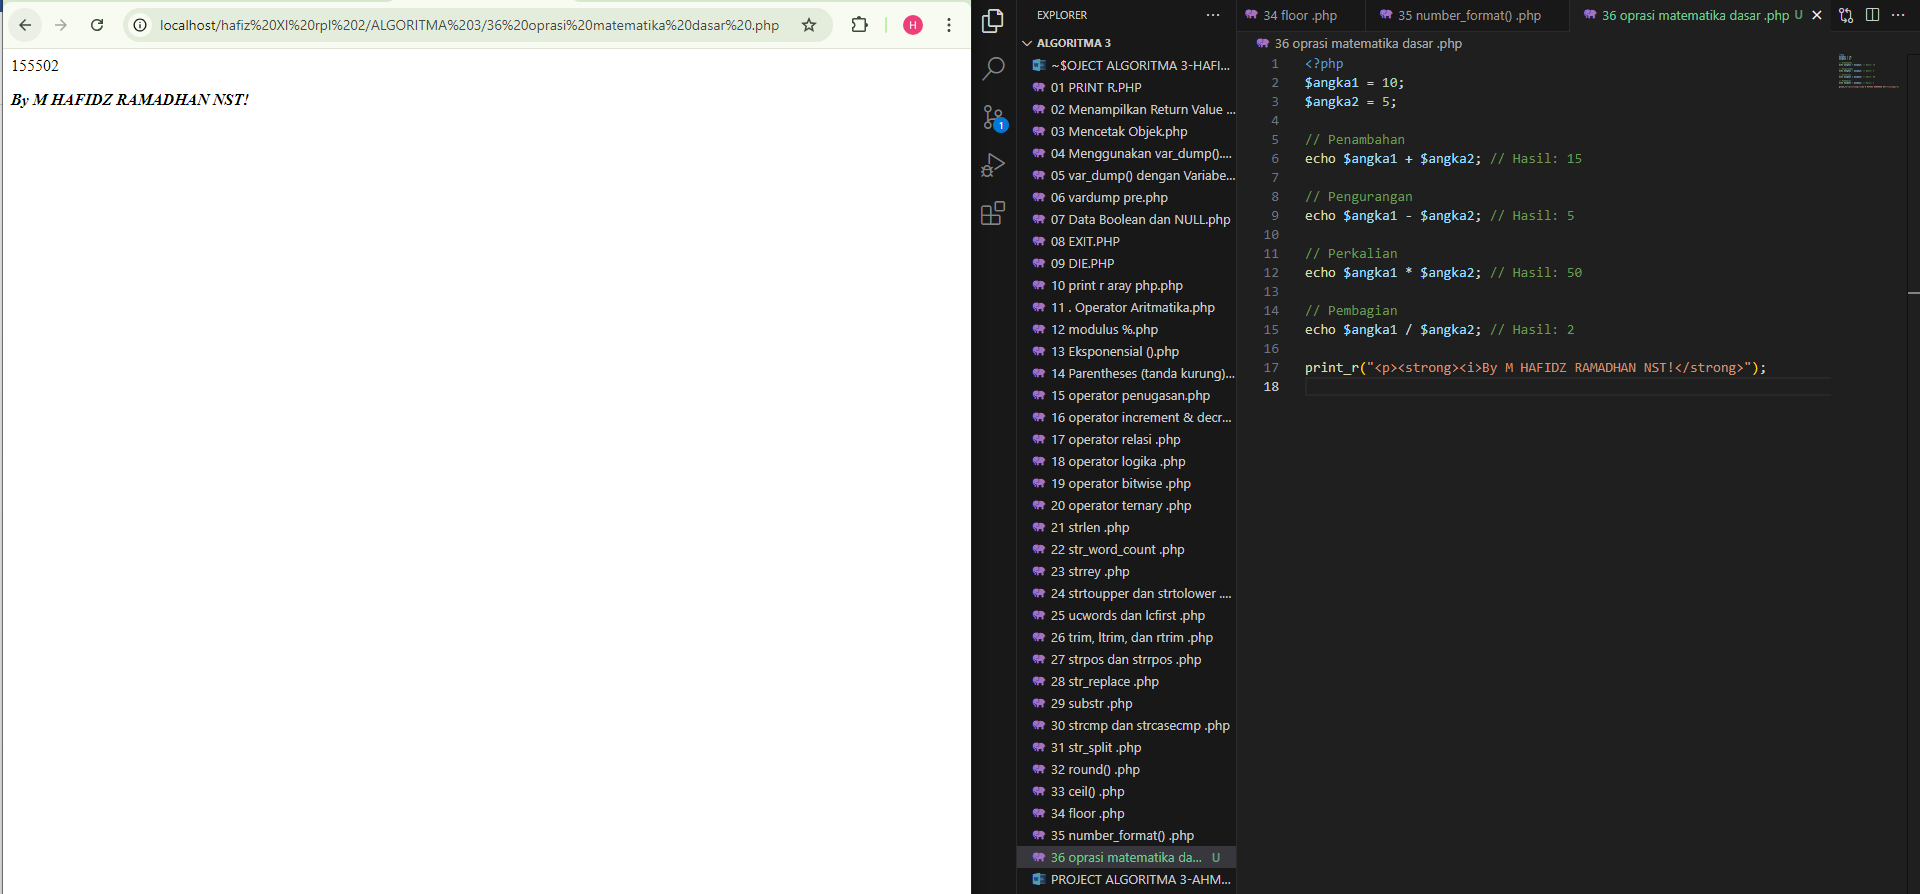 localhost/hafiz%20XI%20rpl%202/ALGORITMA%203/36%20oprasi%20matematika%20dasar%20.php
H
155502
By M HAFIDZ RAMADHAN NST!
1
EXPLORER
ALGORITMA 3
~$OJECT ALGORITMA 3-HAFI...
01 PRINT R.PHP
02 Menampilkan Return Value ...
03 Mencetak Objek.php
04 Menggunakan var_dump()....
05 var_dump() dengan Variabe...
06 vardump pre.php
07 Data Boolean dan NULL.php
08 EXIT.PHP
09 DIE.PHP
10 print r aray php.php
11 . Operator Aritmatika.php
12 modulus %.php
13 Eksponensial ().php
14 Parentheses (tanda kurung)...
15 operator penugasan.php
16 operator increment & decr...
17 operator relasi .php
18 operator logika .php
19 operator bitwise .php
20 operator ternary .php
21 strlen .php
22 str_word_count .php
23 strrey .php
24 strtoupper dan strtolower ....
25 ucwords dan lcfirst .php
26 trim, ltrim, dan rtrim .php
27 strpos dan strrpos .php
28 str_replace .php
29 substr .php
30 strcmp dan strcasecmp .php
31 str_split .php
32 round() .php
33 ceil() .php
34 floor .php
35 number_format() .php
36 oprasi matematika da... U
PROJECT ALGORITMA 3-AHM...
34 floor .php
35 number_format() .php
36 oprasi matematika dasar .php U
36 oprasi matematika dasar .php
1 <?php
2 $angka1 = 10;
3 $angka2 = 5;
4
5 // Penambahan
6 echo $angka1 + $angka2; // Hasil: 15
7
8 // Pengurangan
9 echo $angka1 - $angka2; // Hasil: 5
10
11 // Perkalian
12 echo $angka1 * $angka2; // Hasil: 50
13
14 // Pembagian
15 echo $angka1 / $angka2; // Hasil: 2
16
17 print_r("<p><strong><i>By M HAFIDZ RAMADHAN NST!</strong>");
18